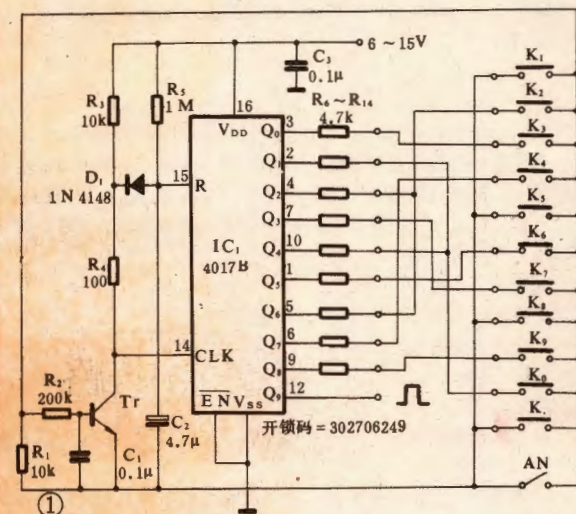 6～15V
C₃
0.1μ
R₃
10k
R₅
1M
16
V_DD
R₆～R₁₄
4.7k
D₁
1N4148
15
R
R₄
100
IC₁
4017B
14
CLK
Q₀
3
Q₁
2
Q₂
4
Q₃
7
Q₄
10
Q₅
1
Q₆
5
Q₇
6
Q₈
9
Q₉
12
EN Vss
开锁码=302706249
R₂
200k
Tr
R₁
10k
C₁
0.1μ
C₂
4.7μ
K₁
K₂
K₃
K₄
K₅
K₆
K₇
K₈
K₉
K₀
K.
AN
①